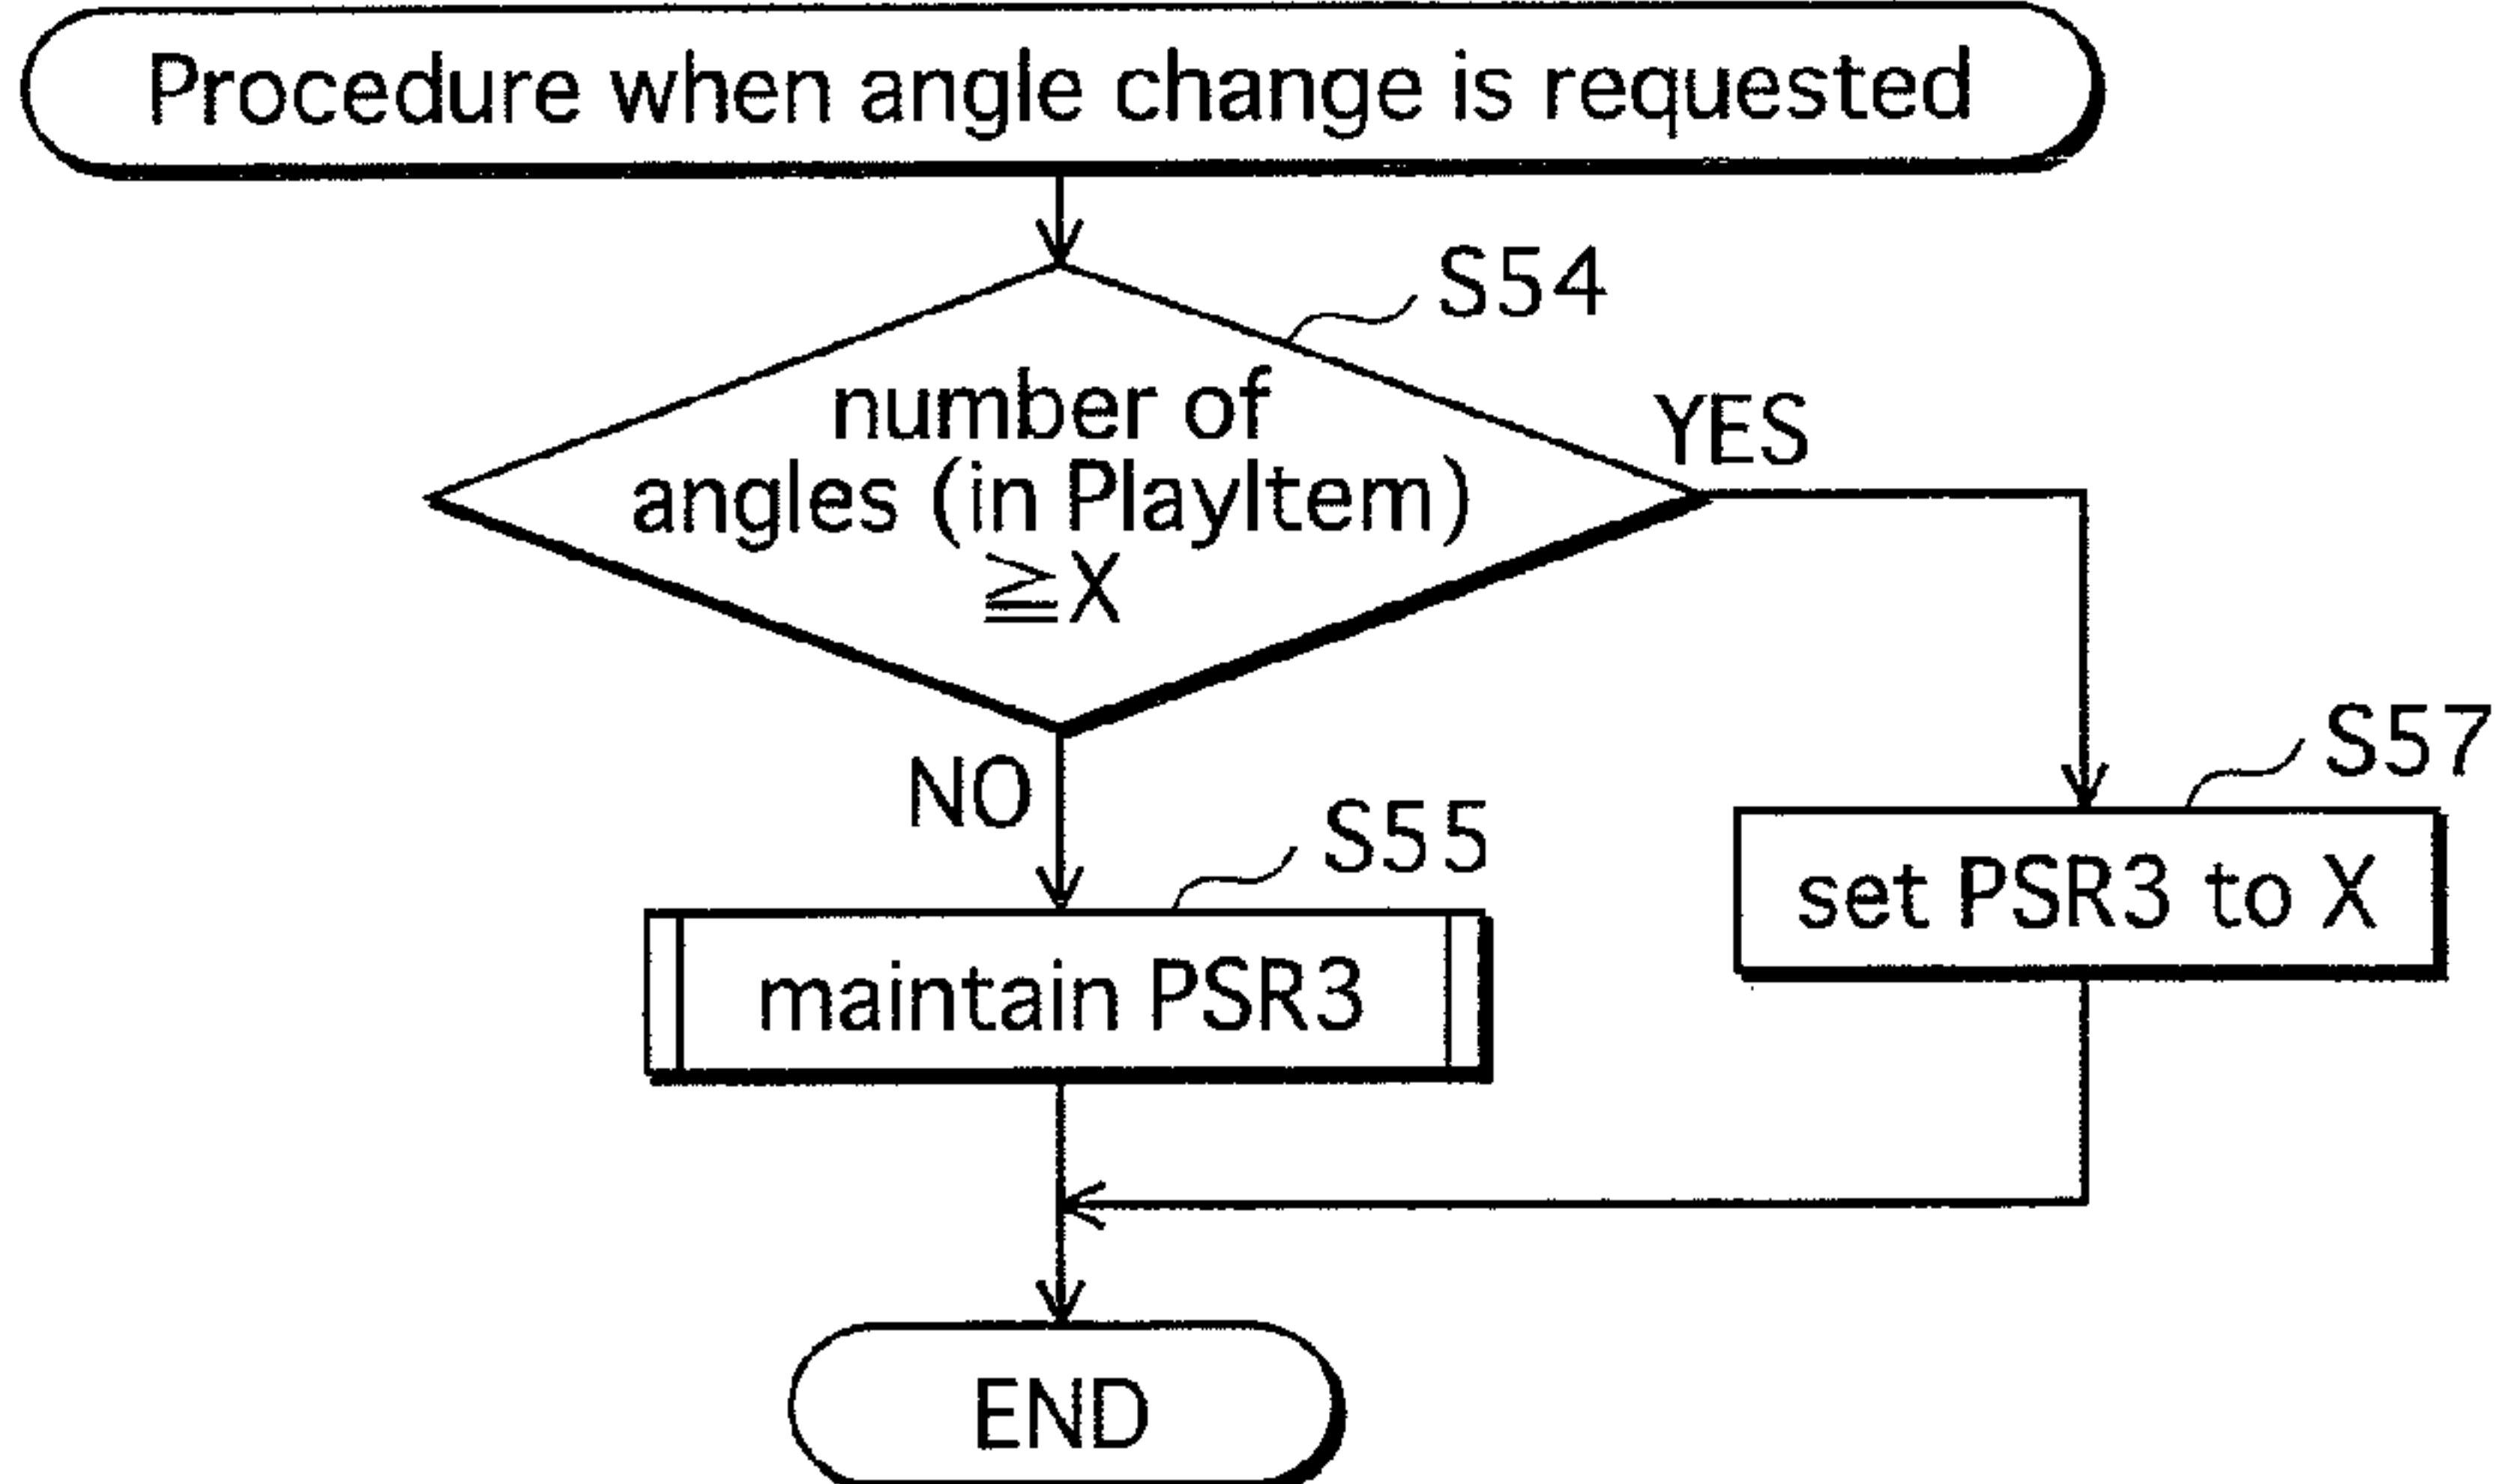 Procedure when angle change is requested
S54
number of
angles (in PlayItem)
≧X
YES
NO
S57
set PSR3 to X
S55
maintain PSR3
END